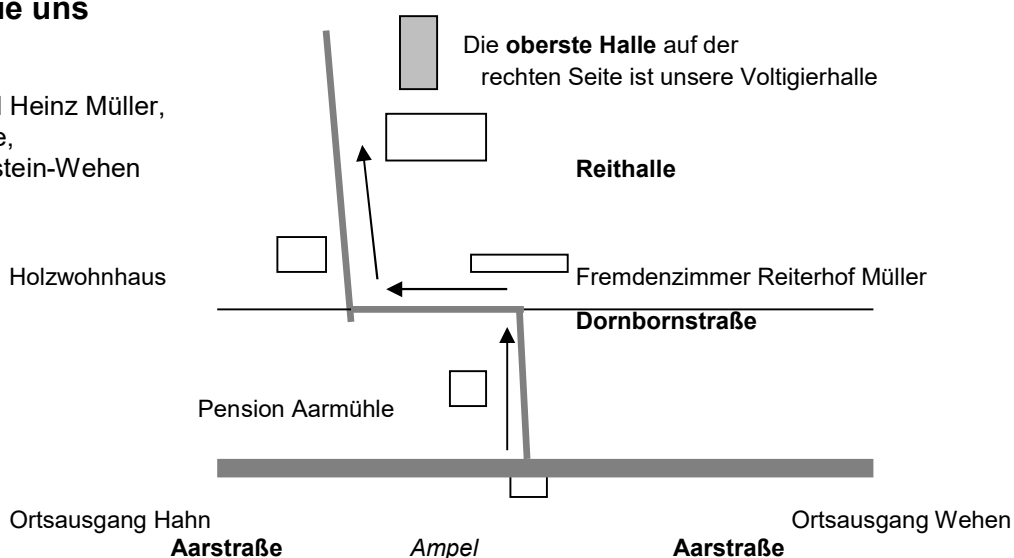 ie uns
Die oberste Halle auf der
rechten Seite ist unsere Voltigierhalle
Heinz Müller,
e,
stein-Wehen
Reithalle
Holzwohnhaus
Fremdenzimmer Reiterhof Müller
Dornbornstraße
Pension Aarmühle
Ortsausgang Hahn
Ortsausgang Wehen
Aarstraße Ampel Aarstraße